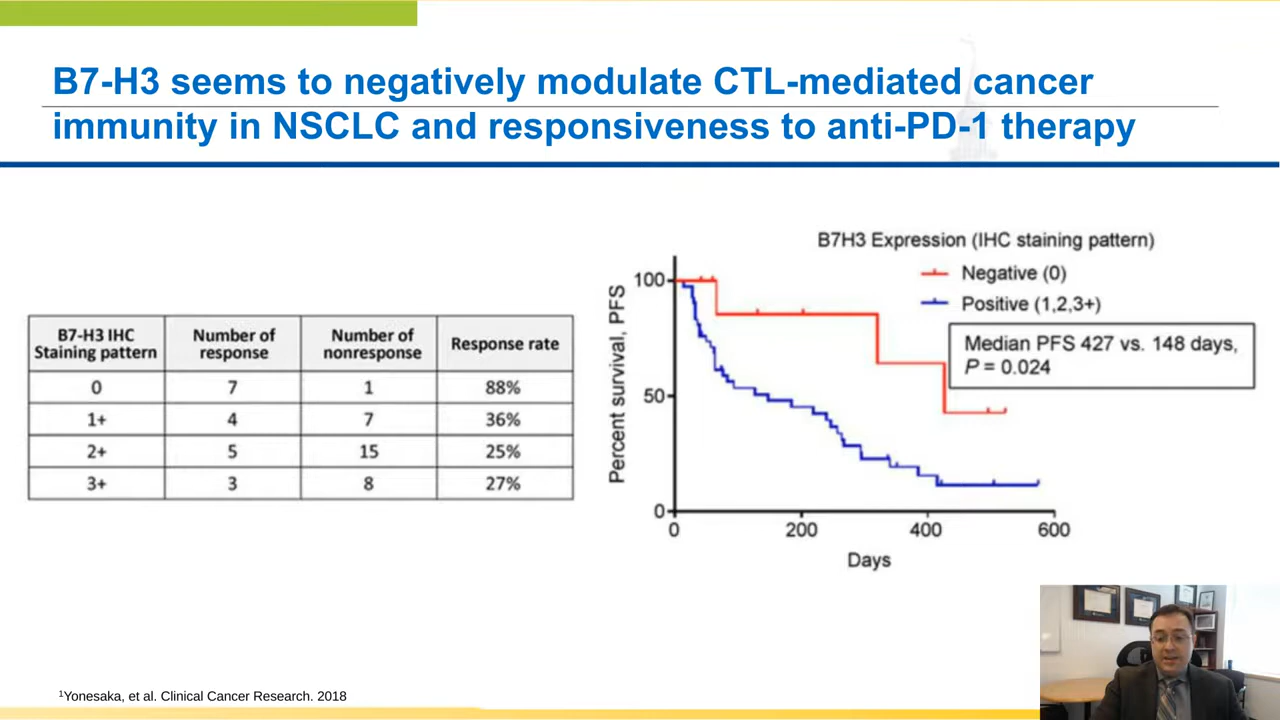 B7-H3 seems to negatively modulate CTL-mediated cancer
immunity in NSCLC and responsiveness to anti-PD-1 therapy
B7-H3 IHC
Staining pattern
Number of
response
Number of
nonresponse
Response rate
0 7 1 88%
1+ 4 7 36%
2+ 5 15 25%
3+ 3 8 27%
B7H3 Expression (IHC staining pattern)
Negative (0)
Positive (1,2,3+)
Median PFS 427 vs. 148 days,
P = 0.024
Percent survival, PFS
100
50
0
0 200 400 600
Days
¹Yonesaka, et al. Clinical Cancer Research. 2018